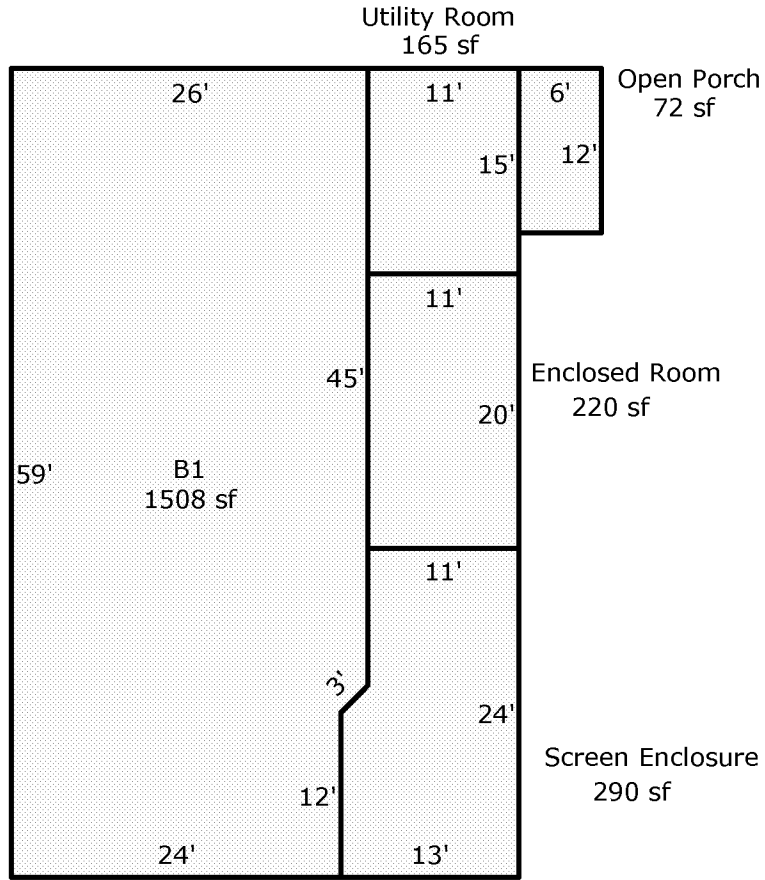 Utility Room
165 sf
26'
11'
6'
Open Porch
72 sf
15'
12'
11'
45'
Enclosed Room
220 sf
20'
59'
B1
1508 sf
11'
3'
24'
Screen Enclosure
290 sf
12'
24'
13'